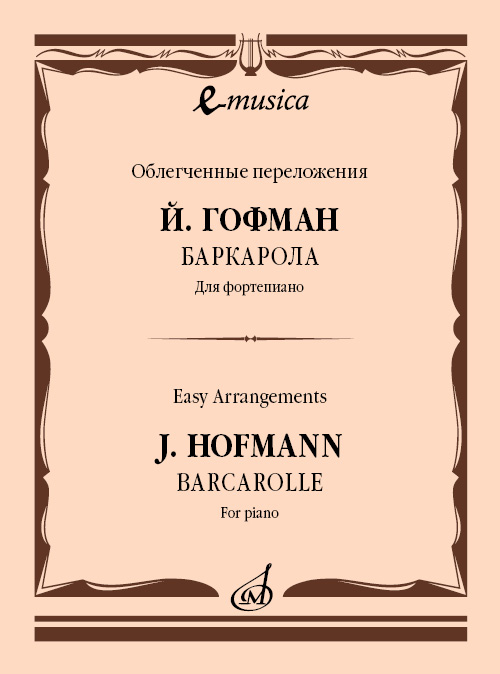 e-musica
Облегченные переложения
Й. ГОФМАН
БАРКАРОЛА
Для фортепиано
Easy Arrangements
J. HOFMANN
BARCAROLLE
For piano